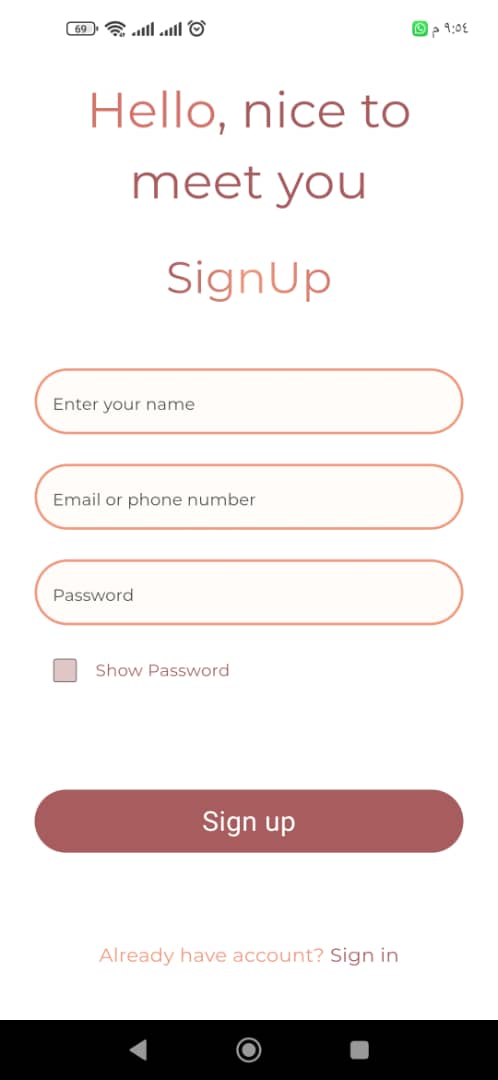 69
م ٩:٥٤
Hello, nice to
meet you
SignUp
Enter your name
Email or phone number
Password
Show Password
Sign up
Already have account? Sign in